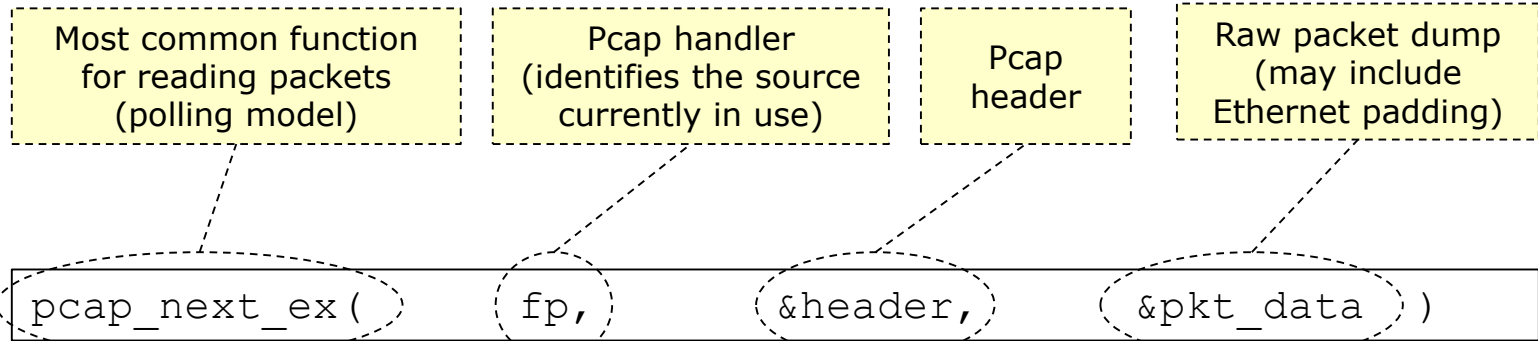 Most common function
for reading packets
(polling model)
Pcap handler
(identifies the source
currently in use)
Pcap
header
Raw packet dump
(may include
Ethernet padding)
pcap_next_ex( fp, &header, &pkt_data )